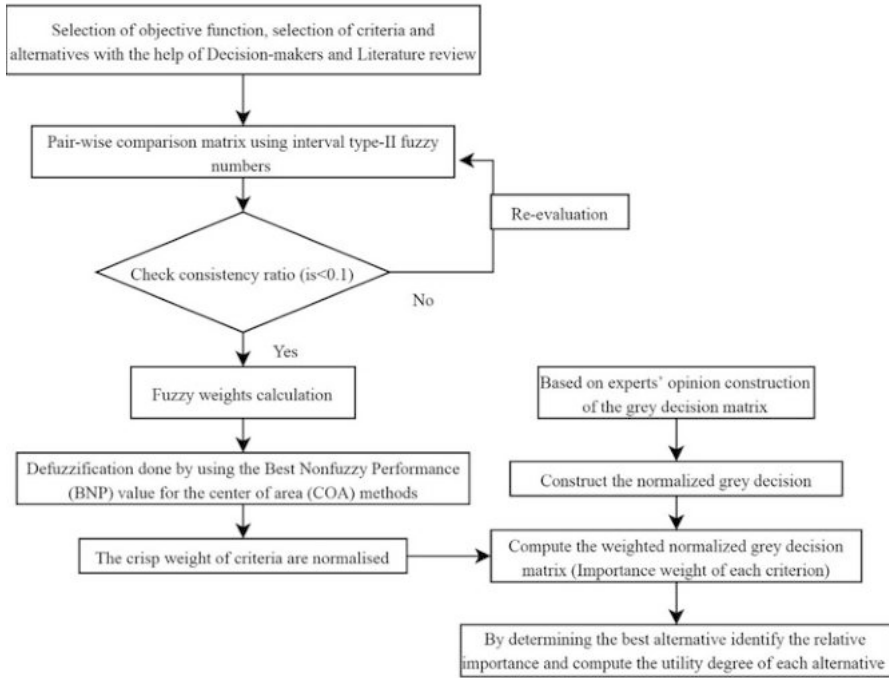 Selection of objective function, selection of criteria and
alternatives with the help of Decision-makers and Literature review
Pair-wise comparison matrix using interval type-II fuzzy
numbers
Re-evaluation
Check consistency ratio (is<0.1)
No
Yes
Fuzzy weights calculation
Defuzzification done by using the Best Nonfuzzy Performance
(BNP) value for the center of area (COA) methods
The crisp weight of criteria are normalised
Based on experts’ opinion construction
of the grey decision matrix
Construct the normalized grey decision
Compute the weighted normalized grey decision
matrix (Importance weight of each criterion)
By determining the best alternative identify the relative
importance and compute the utility degree of each alternative